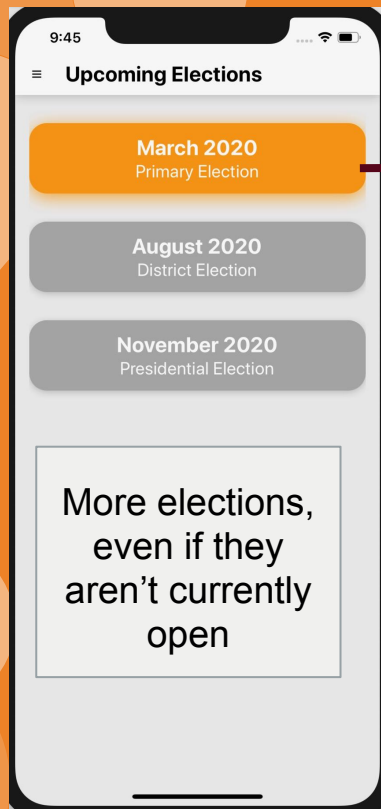 9:45
≡ Upcoming Elections
March 2020
Primary Election
August 2020
District Election
November 2020
Presidential Election
More elections,
even if they
aren’t currently
open